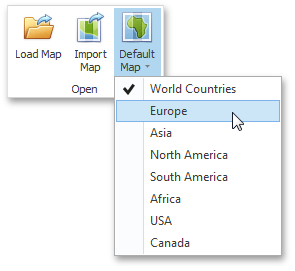 Load Map
Import
Map
Default
Map
Open
World Countries
Europe
Asia
North America
South America
Africa
USA
Canada